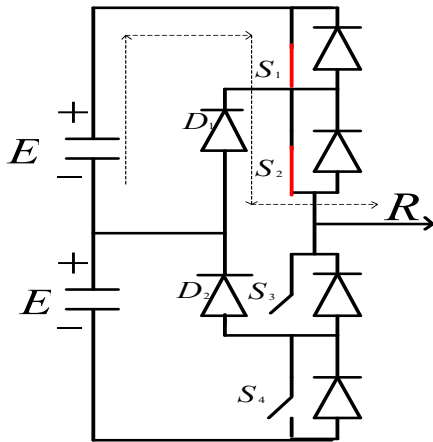 S₁
+
D₁
E
S₂
−
R
+
D₂
S₃
E
−
S₄